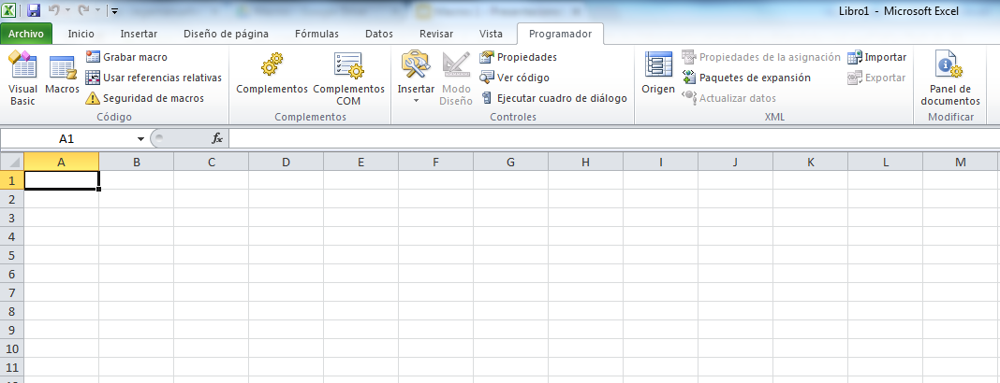 Libro1 - Microsoft Excel
Archivo Inicio Insertar Diseño de página Fórmulas Datos Revisar Vista Programador
Visual Basic
Macros
Grabar macro
Usar referencias relativas
Seguridad de macros
Código
Complementos
Complementos COM
Complementos
Insertar
Modo Diseño
Propiedades
Ver código
Ejecutar cuadro de diálogo
Controles
Origen
Propiedades de la asignación
Paquetes de expansión
Actualizar datos
Importar
Exportar
XML
Panel de documentos
Modificar
A1 fx
A B C D E F G H I J K L M
1
2
3
4
5
6
7
8
9
10
11